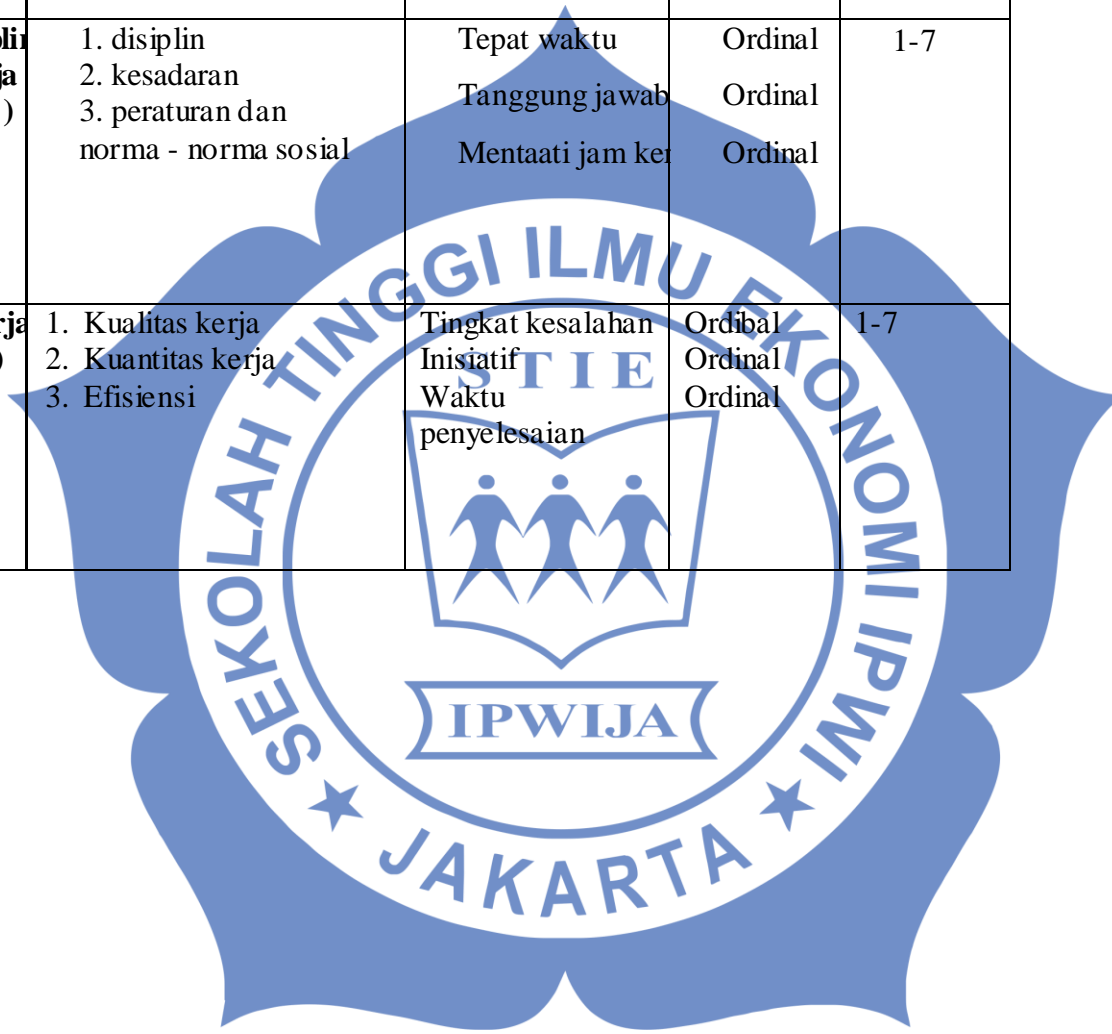 1. disiplin
2. kesadaran
3. peraturan dan
norma - norma sosial
Tepat waktu
Tanggung jawab
Mentaati jam
Ordinal
Ordinal
Ordinal
1-7
1. Kualitas kerja
2. Kuantitas kerja
3. Efisiensi
Tingkat kesalahan
Inisiatif
Waktu
penyelesaian
Ordibal
Ordinal
Ordinal
1-7
SEKOLAH TINGGI ILMU EKONOMI IPWI
STIE
IPWIJA
JAKARTA